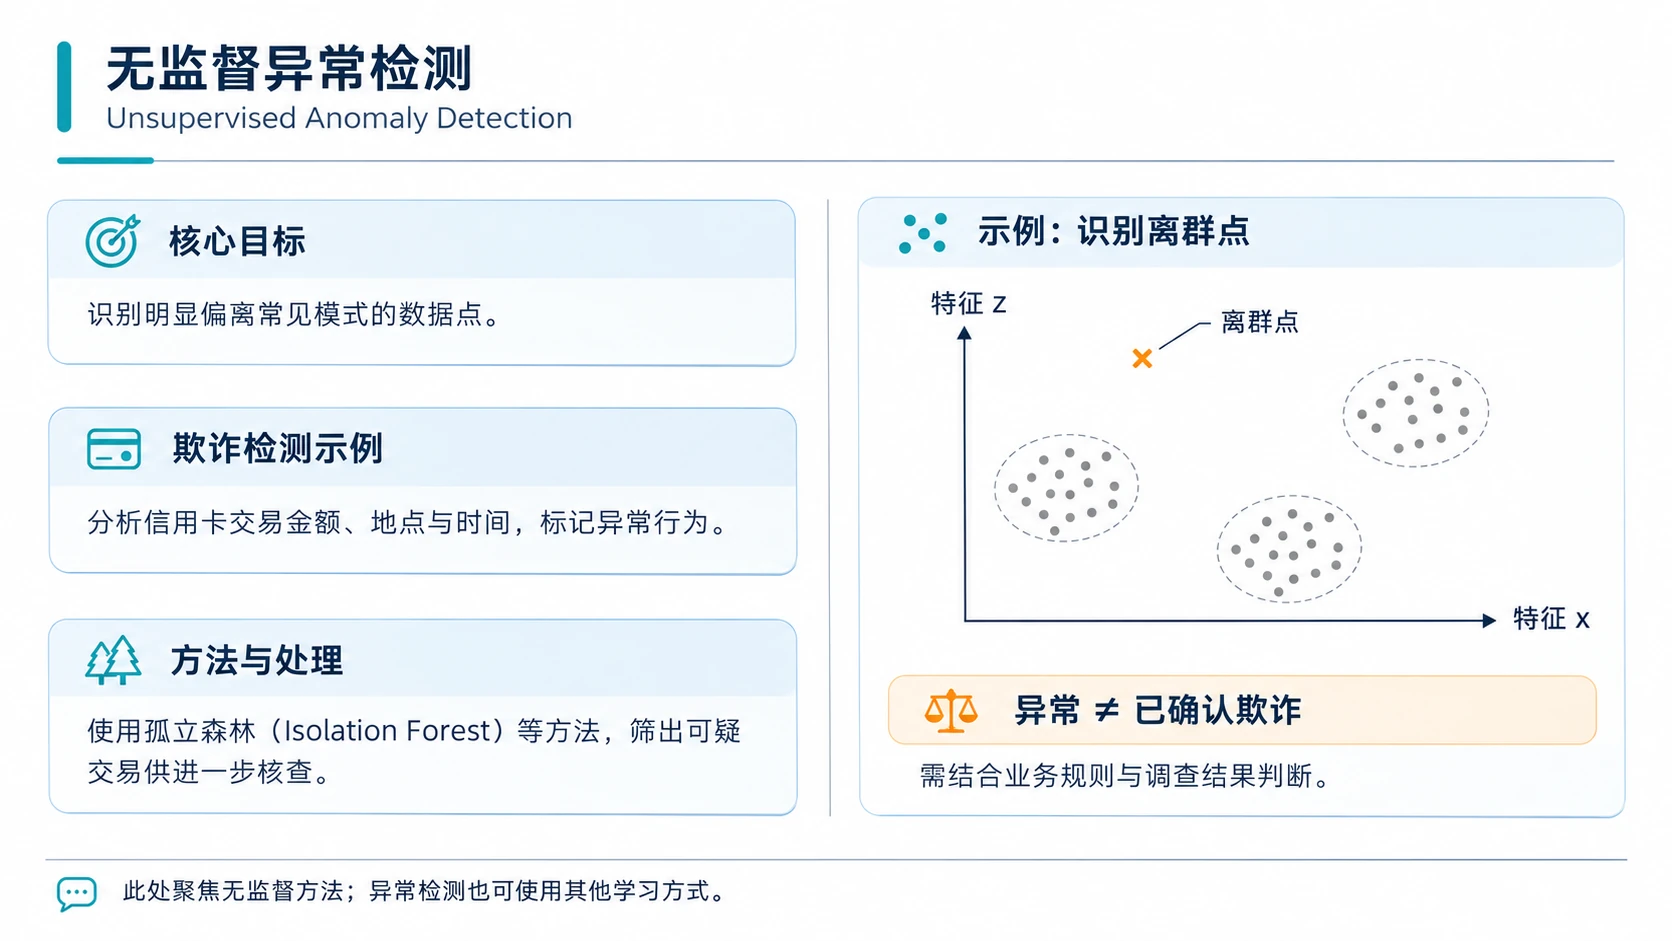 无监督异常检测
Unsupervised Anomaly Detection
核心目标
识别明显偏离常见模式的数据点。
欺诈检测示例
分析信用卡交易金额、地点与时间，标记异常行为。
方法与处理
使用孤立森林（Isolation Forest）等方法，筛出可疑
交易供进一步核查。
示例：识别离群点
特征 z
离群点
特征 x
异常 ≠ 已确认欺诈
需结合业务规则与调查结果判断。
此处聚焦无监督方法；异常检测也可使用其他学习方式。